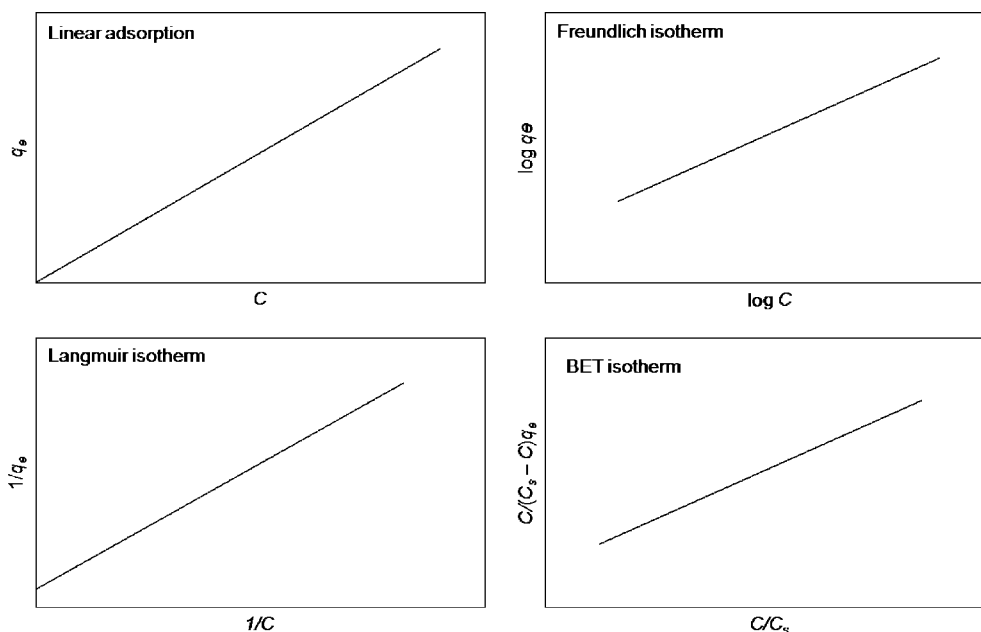 Linear adsorption
qₑ
C
Freundlich isotherm
log qe
log C
Langmuir isotherm
1/qₑ
1/C
BET isotherm
C/(Cₛ – C)qₑ
C/Cₛ